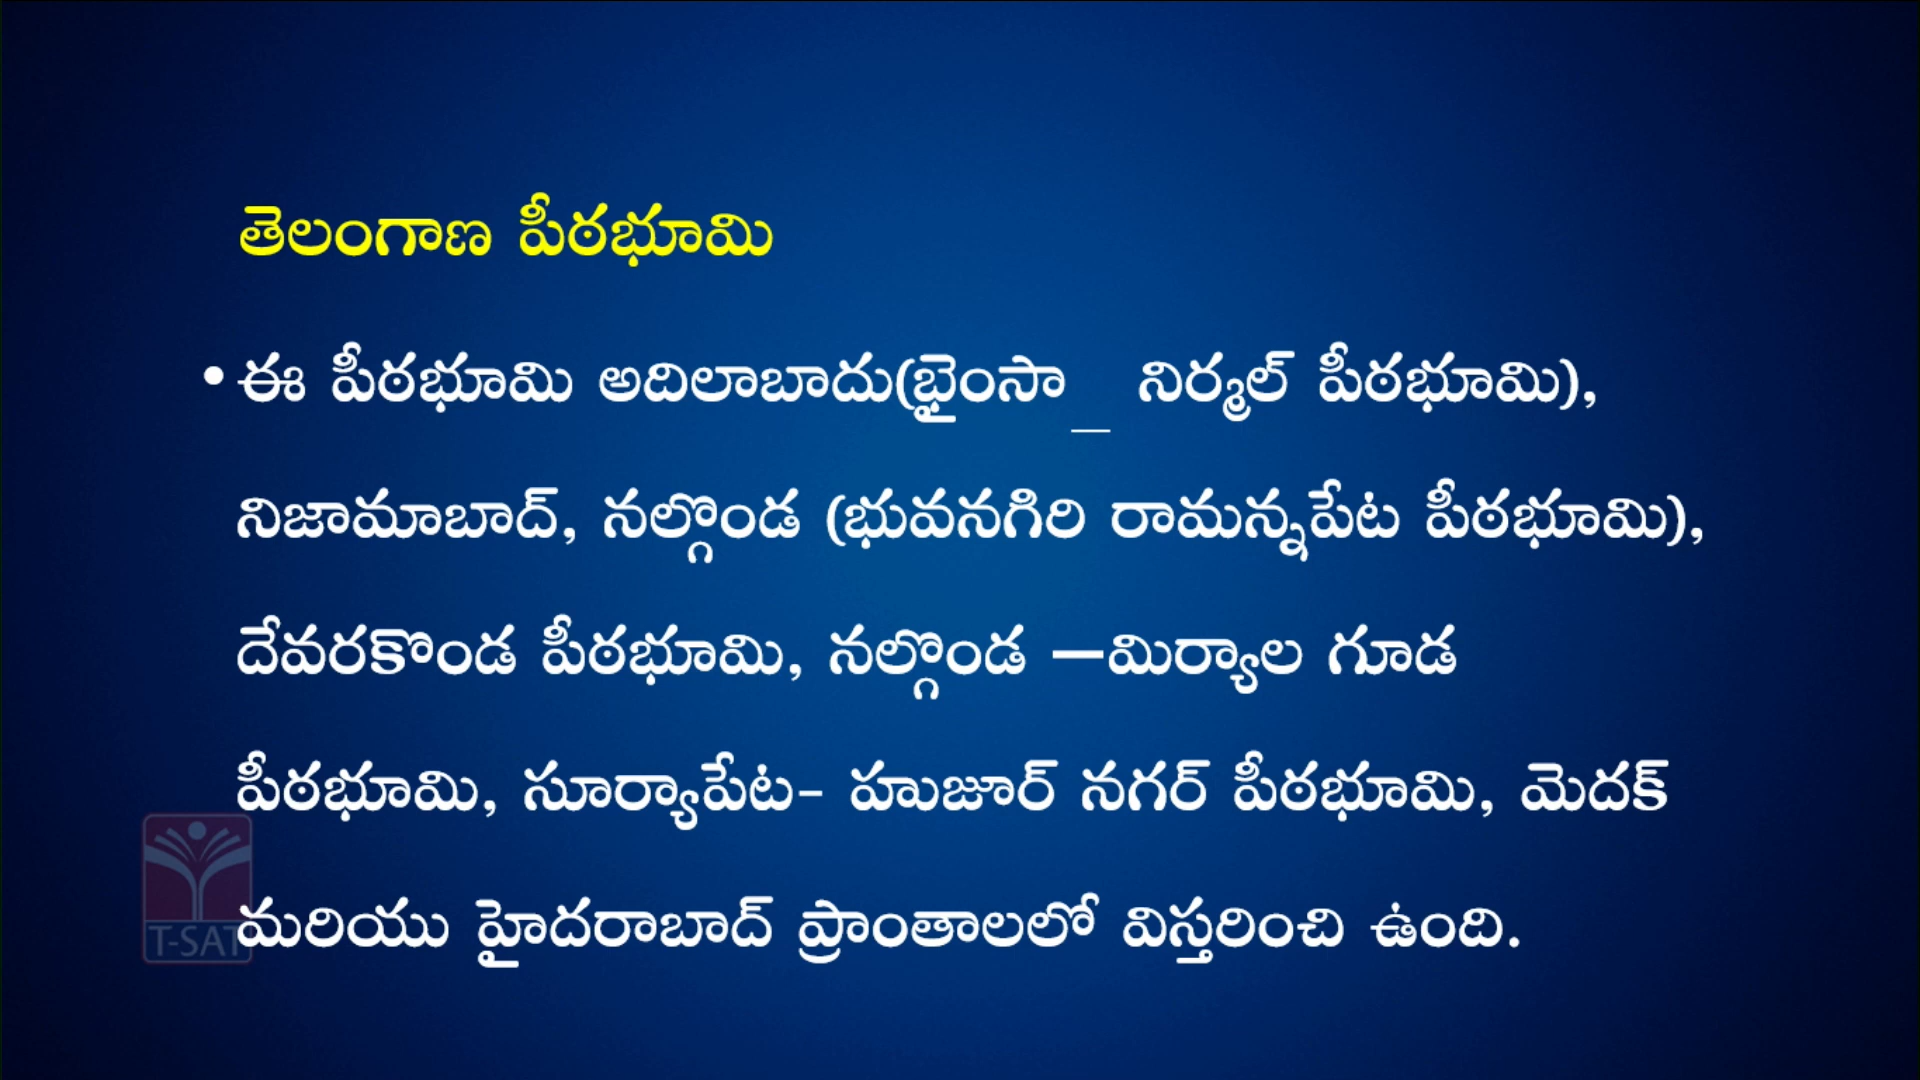 తెలంగాణ పీఠభూమి
• ఈ పీఠభూమి అదిలాబాదు(భైంసా _ నిర్మల్ పీఠభూమి),
నిజామాబాద్, నల్గొండ (భువనగిరి రామన్నపేట పీఠభూమి),
దేవరకొండ పీఠభూమి, నల్గొండ –మిర్యాల గూడ
పీఠభూమి, సూర్యాపేట- హుజూర్ నగర్ పీఠభూమి, మెదక్
మరియు హైదరాబాద్ ప్రాంతాలలో విస్తరించి ఉంది.
T-SAT